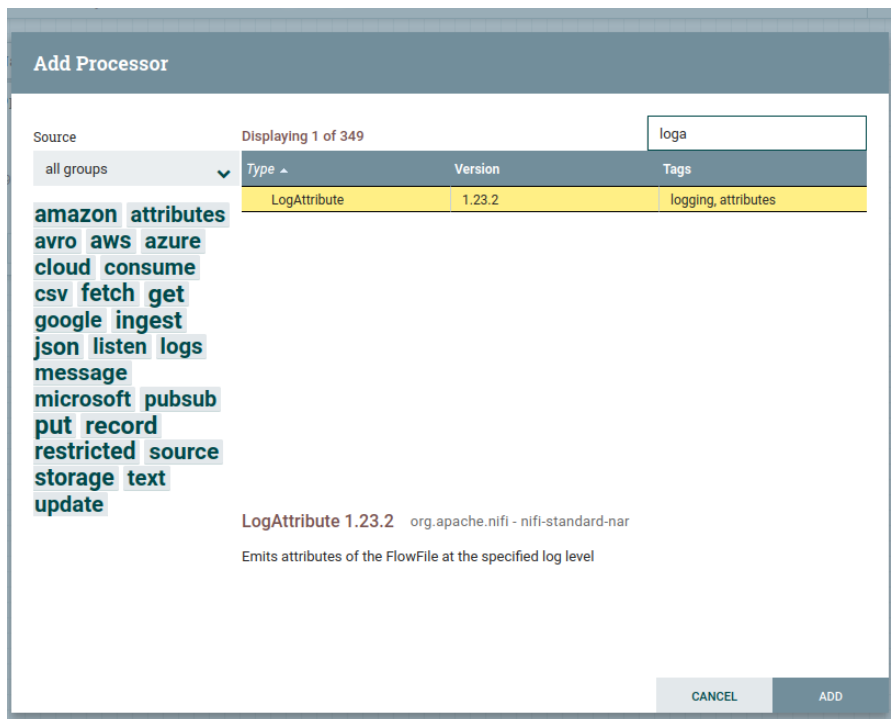 Add Processor
Source
all groups
amazon attributes
avro aws azure
cloud consume
csv fetch get
google ingest
json listen logs
message
microsoft pubsub
put record
restricted source
storage text
update
Displaying 1 of 349
loga
Type Version Tags
LogAttribute 1.23.2 logging, attributes
LogAttribute 1.23.2 org.apache.nifi - nifi-standard-nar
Emits attributes of the FlowFile at the specified log level
CANCEL ADD